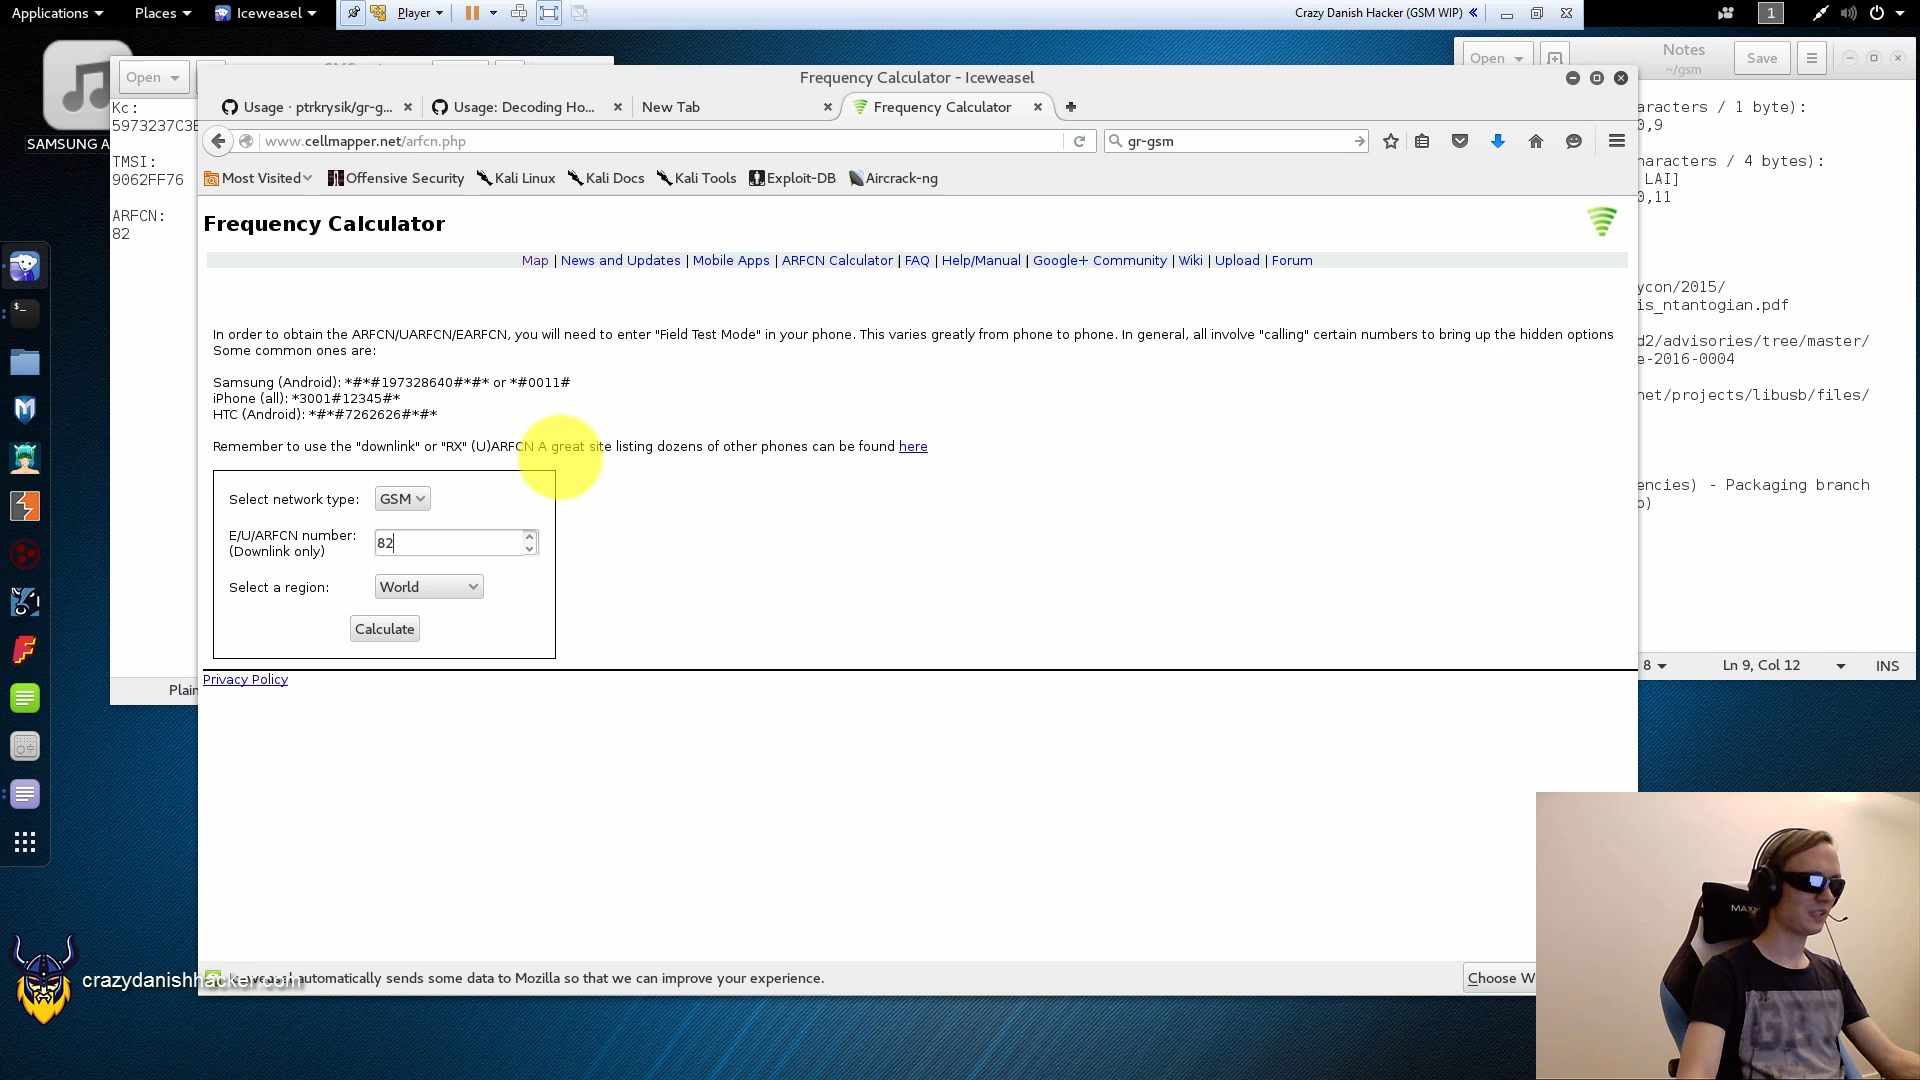 Applications Places Iceweasel Player Crazy Danish Hacker (GSM WIP) 1
Open
Frequency Calculator - Iceweasel
Open Notes Save
~/gsm
Usage · ptrkrysik/gr-g... Usage: Decoding Ho... New Tab Frequency Calculator
www.cellmapper.net/arfcn.php gr-gsm
Most Visited Offensive Security Kali Linux Kali Docs Kali Tools Exploit-DB Aircrack-ng
SAMSUNG A
Kc:
5973237C3E
TMSI:
9062FF76
ARFCN:
82
Plain
Frequency Calculator
Map | News and Updates | Mobile Apps | ARFCN Calculator | FAQ | Help/Manual | Google+ Community | Wiki | Upload | Forum
In order to obtain the ARFCN/UARFCN/EARFCN, you will need to enter "Field Test Mode" in your phone. This varies greatly from phone to phone. In general, all involve "calling" certain numbers to bring up the hidden options
Some common ones are:
Samsung (Android): *#*#197328640#*#* or *#0011#
iPhone (all): *3001#12345#*
HTC (Android): *#*#7262626#*#*
Remember to use the "downlink" or "RX" (U)ARFCN A great site listing dozens of other phones can be found here
Select network type: GSM
E/U/ARFCN number: 82
(Downlink only)
Select a region: World
Calculate
Privacy Policy
aracters / 1 byte):
0,9
haracters / 4 bytes):
LAI]
0,11
ycon/2015/
is_ntantogian.pdf
d2/advisories/tree/master/
e-2016-0004
net/projects/libusb/files/
encies) - Packaging branch
o)
8 Ln 9, Col 12 INS
automatically sends some data to Mozilla so that we can improve your experience.
Choose W
crazydanishhacker.com
MAXN